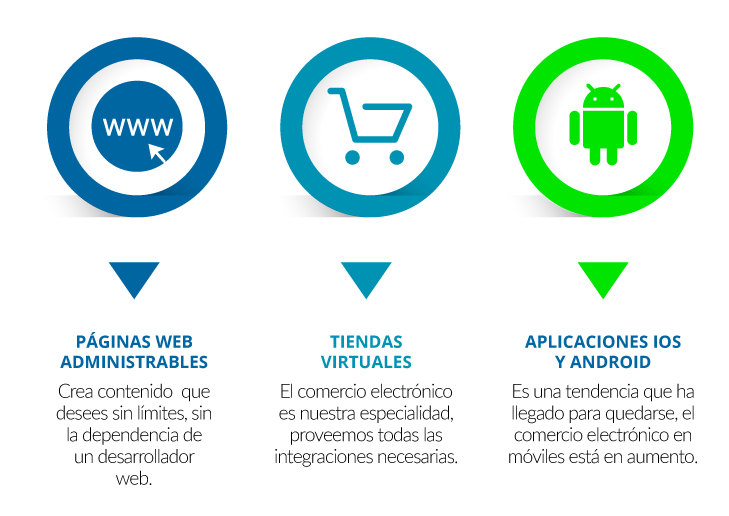 www
PÁGINAS WEB
ADMINISTRABLES
Crea contenido  que
desees sin límites, sin
la dependencia de
un desarrollador
web.
TIENDAS
VIRTUALES
El comercio electrónico
es nuestra especialidad,
proveemos todas las
integraciones necesarias.
APLICACIONES IOS
Y ANDROID
Es una tendencia que ha
llegado para quedarse, el
comercio electrónico en
móviles está en aumento.